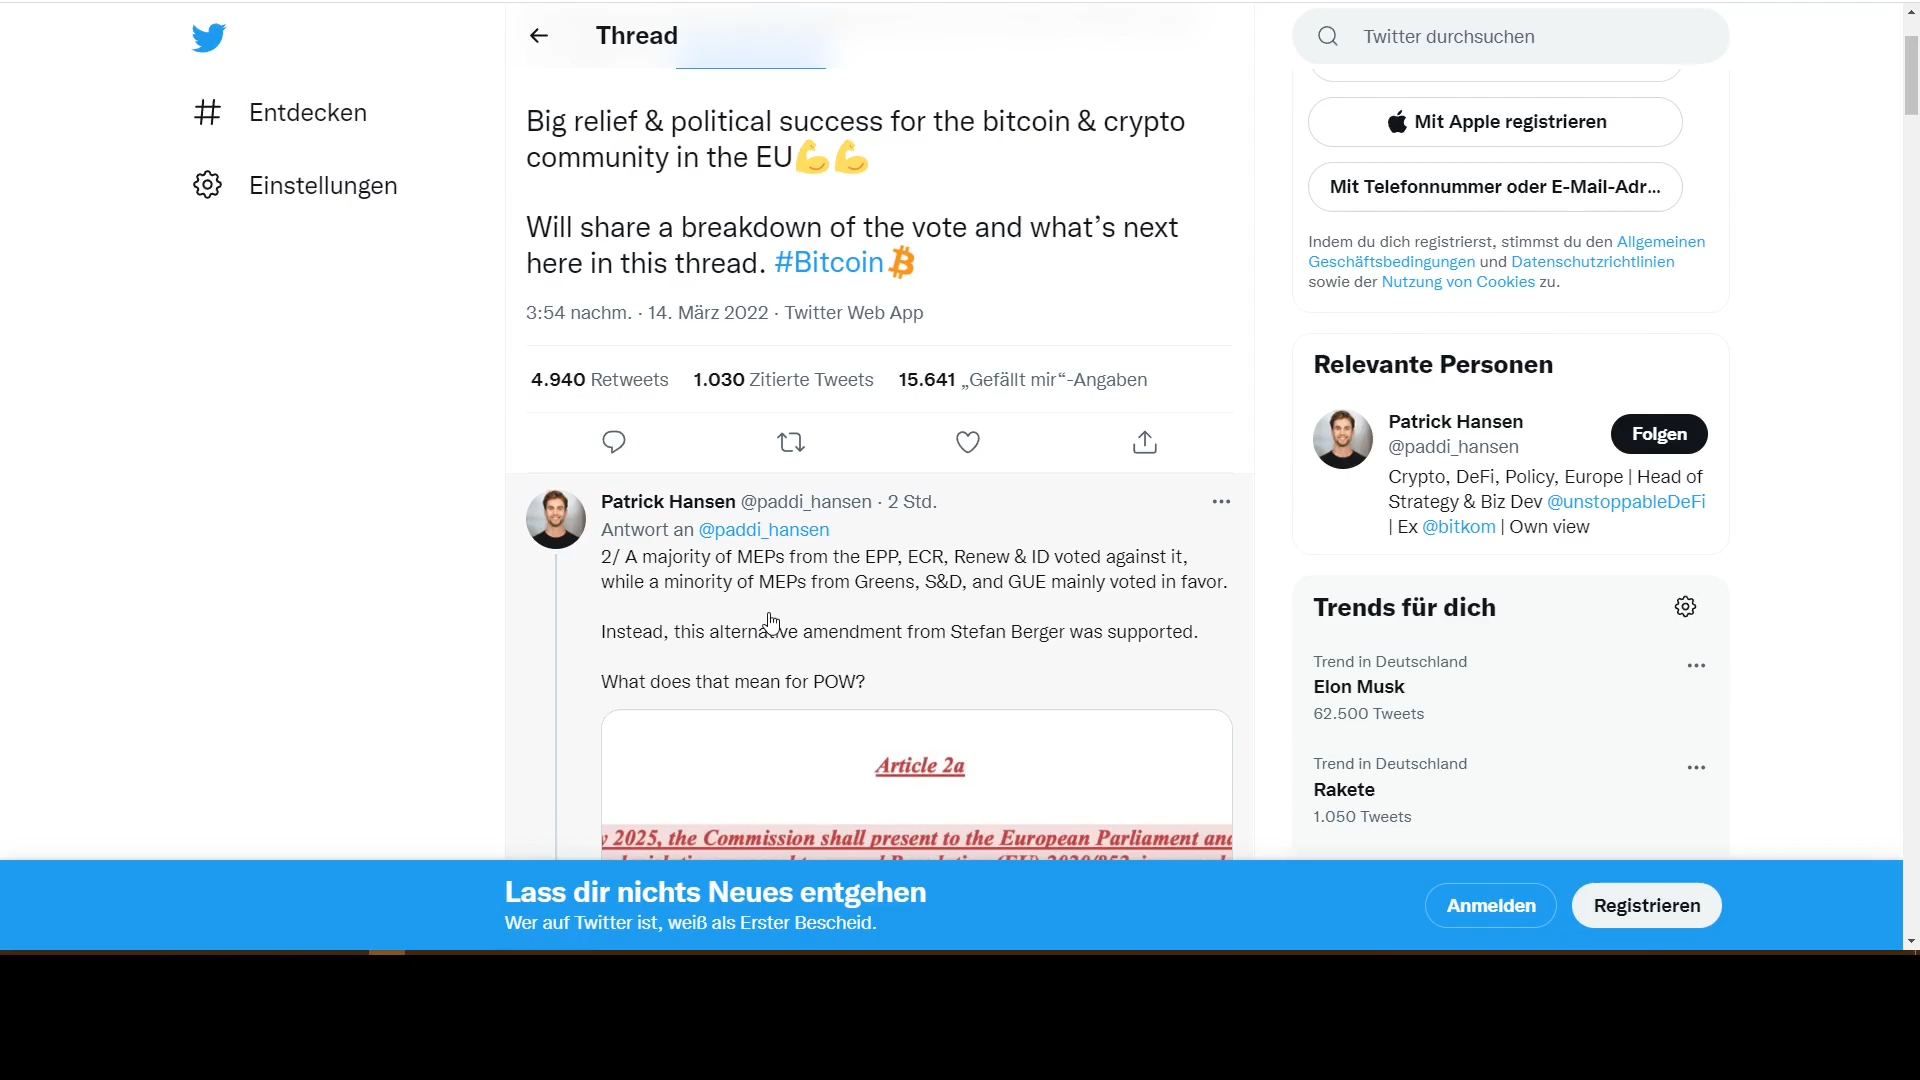 Thread
Twitter durchsuchen
Entdecken
Einstellungen
Big relief & political success for the bitcoin & crypto
community in the EU💪💪
Will share a breakdown of the vote and what’s next
here in this thread. #Bitcoin
3:54 nachm. · 14. März 2022 · Twitter Web App
4.940 Retweets 1.030 Zitierte Tweets 15.641 „Gefällt mir“-Angaben
Patrick Hansen @paddi_hansen · 2 Std.
Antwort an @paddi_hansen
2/ A majority of MEPs from the EPP, ECR, Renew & ID voted against it,
while a minority of MEPs from Greens, S&D, and GUE mainly voted in favor.
Instead, this alternative amendment from Stefan Berger was supported.
What does that mean for POW?
Article 2a
2025, the Commission shall present to the European Parliament and
Mit Apple registrieren
Mit Telefonnummer oder E-Mail-Adr...
Indem du dich registrierst, stimmst du den Allgemeinen
Geschäftsbedingungen und Datenschutzrichtlinien
sowie der Nutzung von Cookies zu.
Relevante Personen
Patrick Hansen
@paddi_hansen
Folgen
Crypto, DeFi, Policy, Europe | Head of
Strategy & Biz Dev @unstoppableDeFi
| Ex @bitkom | Own view
Trends für dich
Trend in Deutschland
Elon Musk
62.500 Tweets
Trend in Deutschland
Rakete
1.050 Tweets
Lass dir nichts Neues entgehen
Wer auf Twitter ist, weiß als Erster Bescheid.
Anmelden
Registrieren